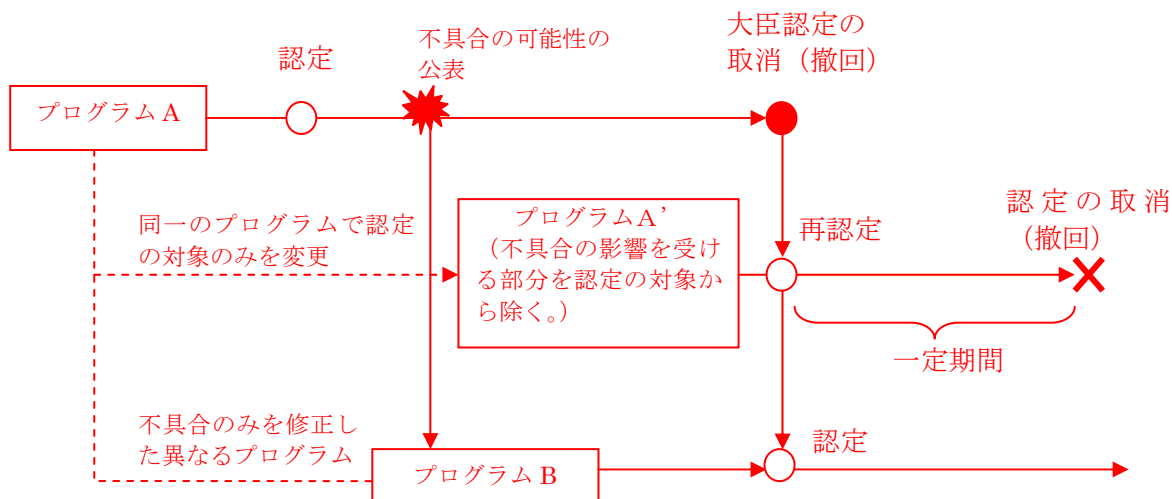 不具合の可能性の
公表
大臣認定の
取消（撤回）
認定
プログラム A
同一のプログラムで認定
の対象のみを変更
プログラムA’
（不具合の影響を受け
る部分を認定の対象か
ら除く。）
再認定
認定の取消
（撤回）
一定期間
不具合のみを修正し
た異なるプログラム
プログラム B
認定